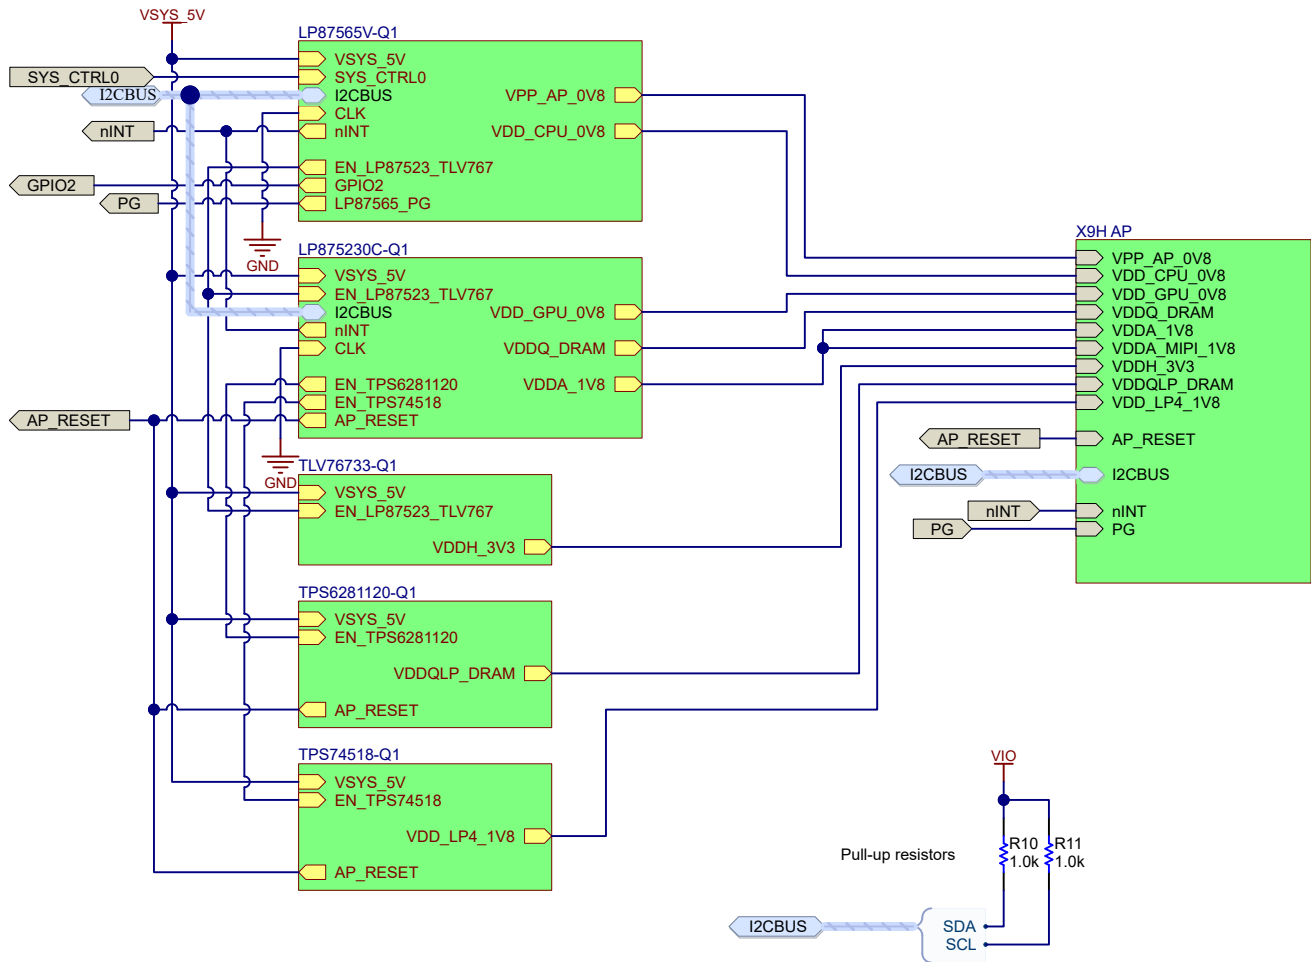 VSYS_5V
LP87565V-Q1
VSYS_5V
SYS_CTRL0
SYS_CTRL0
I2CBUS
I2CBUS
VPP_AP_0V8
CLK
nINT
nINT
VDD_CPU_0V8
EN_LP87523_TLV767
GPIO2
GPIO2
PG
LP87565_PG
GND
LP875230C-Q1
VSYS_5V
EN_LP87523_TLV767
I2CBUS
VDD_GPU_0V8
nINT
CLK
VDDQ_DRAM
EN_TPS6281120
VDDA_1V8
EN_TPS74518
AP_RESET
AP_RESET
GND
TLV76733-Q1
VSYS_5V
EN_LP87523_TLV767
VDDH_3V3
TPS6281120-Q1
VSYS_5V
EN_TPS6281120
VDDQLP_DRAM
AP_RESET
TPS74518-Q1
VSYS_5V
EN_TPS74518
VDD_LP4_1V8
AP_RESET
X9H AP
VPP_AP_0V8
VDD_CPU_0V8
VDD_GPU_0V8
VDDQ_DRAM
VDDA_1V8
VDDA_MIPI_1V8
VDDH_3V3
VDDQLP_DRAM
VDD_LP4_1V8
AP_RESET
AP_RESET
I2CBUS
I2CBUS
nINT
nINT
PG
PG
VIO
Pull-up resistors
R10
1.0k
R11
1.0k
I2CBUS
SDA
SCL